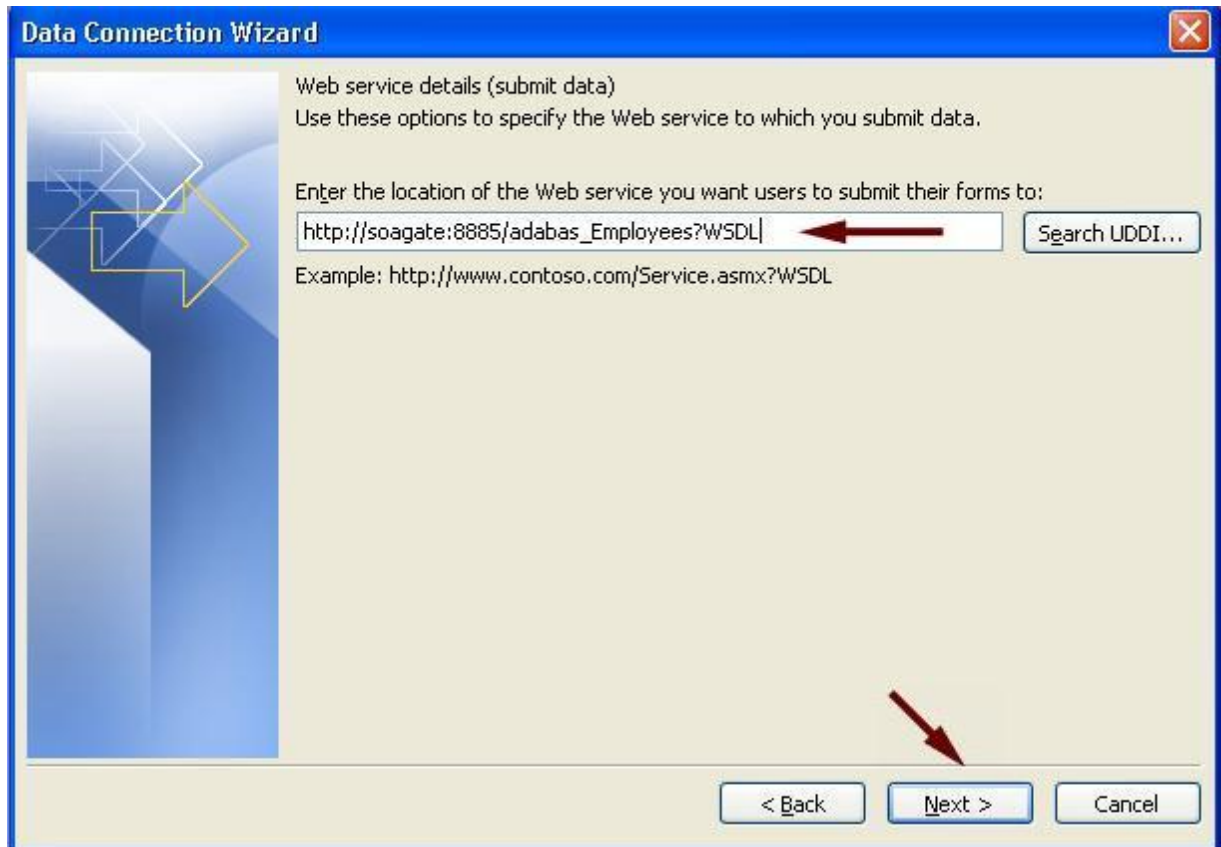 Data Connection Wizard
Web service details (submit data)
Use these options to specify the Web service to which you submit data.
Enter the location of the Web service you want users to submit their forms to:
http://soagate:8885/adabas_Employees?WSDL
Search UDDI...
Example: http://www.contoso.com/Service.asmx?WSDL
< Back
Next >
Cancel